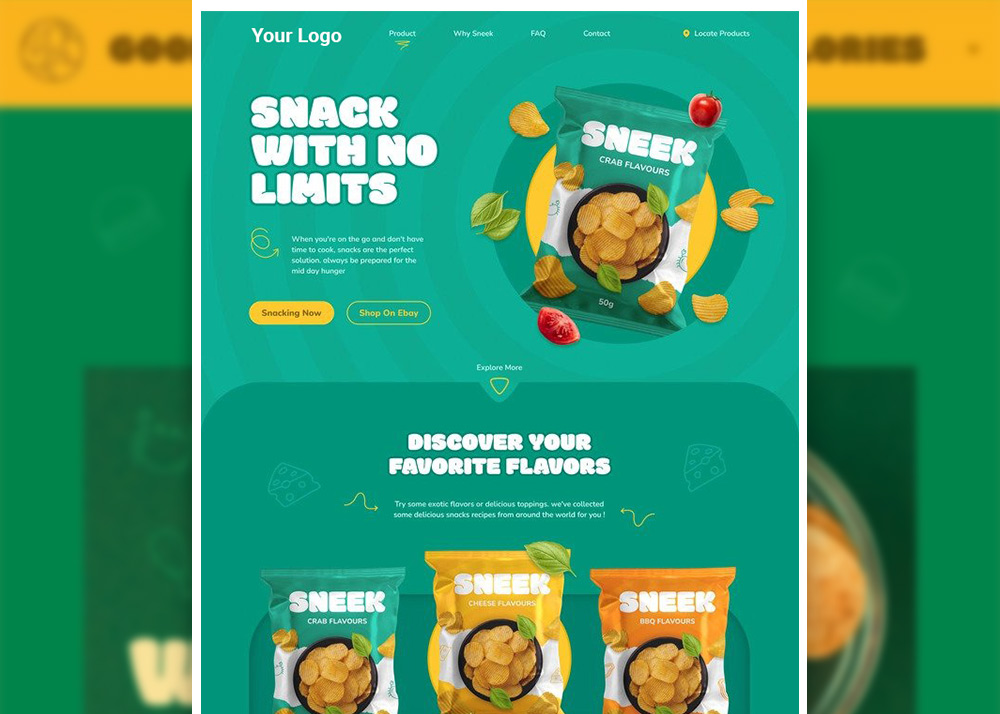 Your Logo
Product
Why Sneek
FAQ
Contact
Locate Products
SNACK
WITH NO
LIMITS
When you're on the go and don't have
time to cook, snacks are the perfect
solution. always be prepared for the
mid day hunger
Snacking Now
Shop On Ebay
SNEEK
CRAB FLAVOURS
50g
Explore More
DISCOVER YOUR
FAVORITE FLAVORS
Try some exotic flavors or delicious toppings. we've collected
some delicious snacks recipes from around the world for you !
SNEEK
CRAB FLAVOURS
SNEEK
CHEESE FLAVOURS
SNEEK
BBQ FLAVOURS